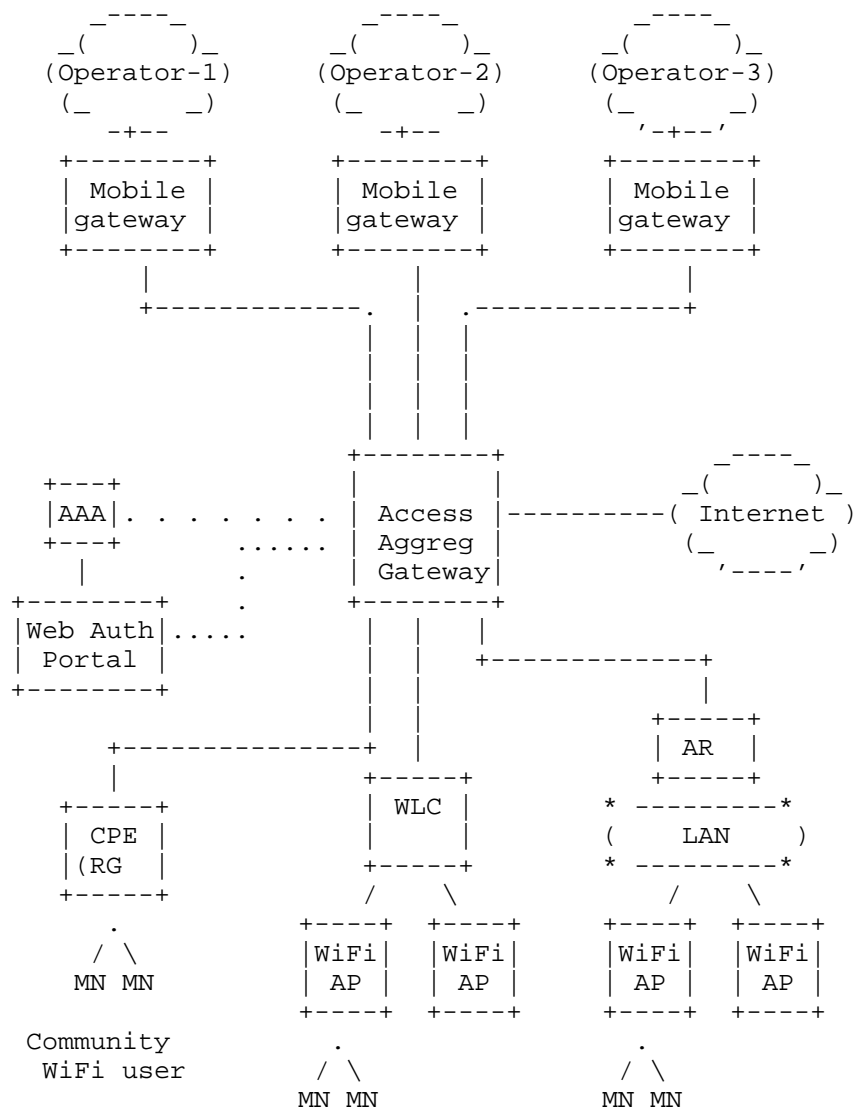 (Operator-1) (Operator-2) (Operator-3)
Mobile Mobile Mobile
gateway gateway gateway
AAA Access Internet
Aggreg
Gateway
Web Auth
Portal
AR
WLC
CPE LAN
(RG
WiFi WiFi WiFi WiFi
MN MN AP AP AP AP
Community
WiFi user
MN MN MN MN